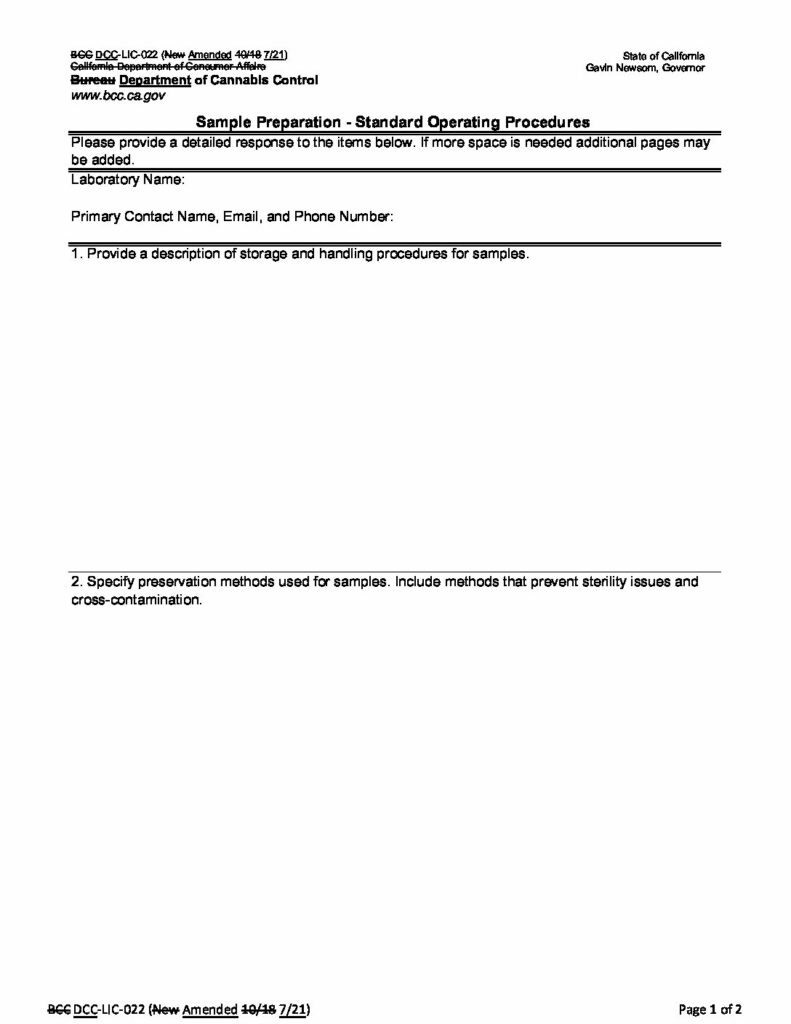 BCC DCC-LIC-022 (New Amended 10/18 7/21)
State of California
California Department of Consumer Affairs
Gavin Newsom, Governor
Bureau Department of Cannabis Control
www.bcc.ca.gov
Sample Preparation - Standard Operating Procedures
Please provide a detailed response to the items below. If more space is needed additional pages may
be added.
Laboratory Name:
Primary Contact Name, Email, and Phone Number:
1. Provide a description of storage and handling procedures for samples.
2. Specify preservation methods used for samples. Include methods that prevent sterility issues and
cross-contamination.
BCC DCC-LIC-022 (New Amended 10/18 7/21)
Page 1 of 2